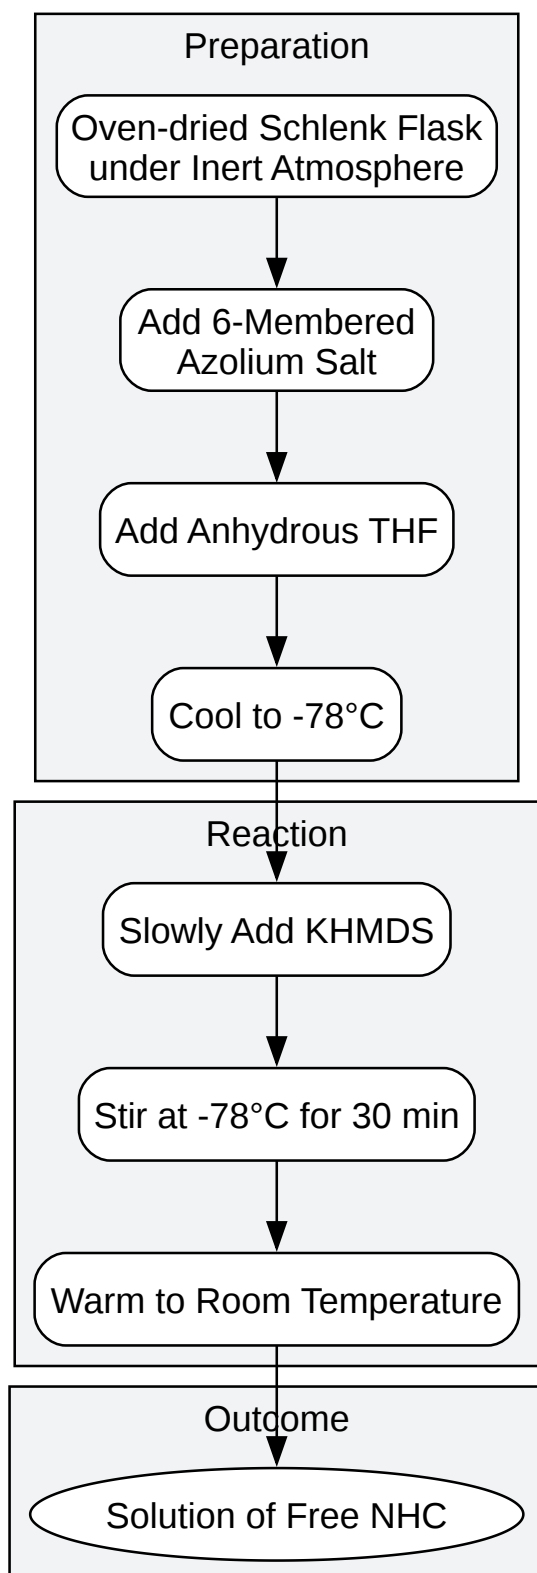 Preparation
Oven-dried Schlenk Flask
under Inert Atmosphere
Add 6-Membered
Azolium Salt
Add Anhydrous THF
Cool to -78°C
Reaction
Slowly Add KHMDS
Stir at -78°C for 30 min
Warm to Room Temperature
Outcome
Solution of Free NHC